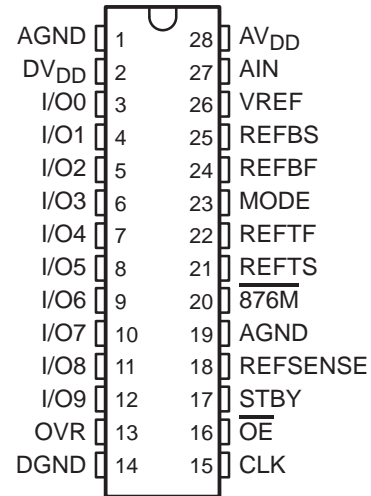 AGND 1 28 AVDD
DVDD 2 27 AIN
I/O0 3 26 VREF
I/O1 4 25 REFBS
I/O2 5 24 REFBF
I/O3 6 23 MODE
I/O4 7 22 REFTF
I/O5 8 21 REFTS
I/O6 9 20 876M
I/O7 10 19 AGND
I/O8 11 18 REFSENSE
I/O9 12 17 STBY
OVR 13 16 OE
DGND 14 15 CLK